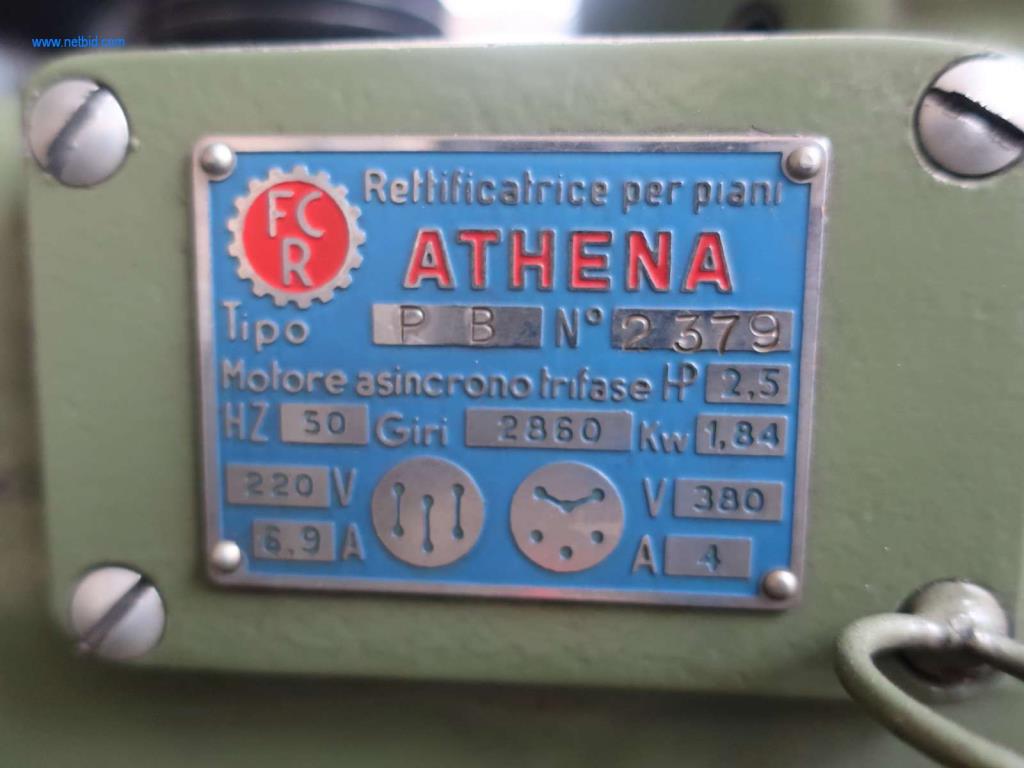 www.netbid.com
FCR
Rettificatrice per piani
ATHENA
Tipo P B N° 2379
Motore asincrono trifase HP 2,5
HZ 50 Giri 2860 Kw 1,84
220 V V 380
6,9 A A 4